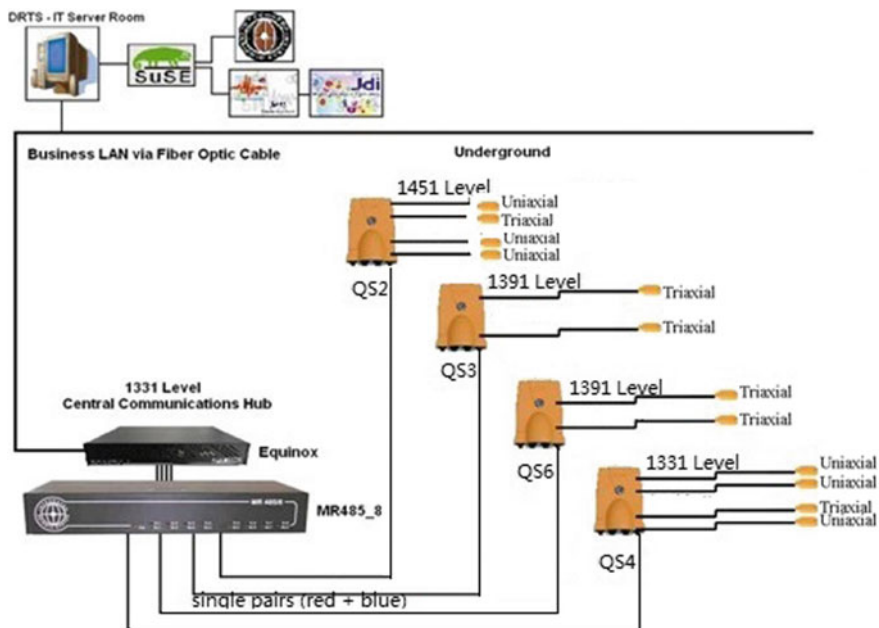 DRTS - IT Server Room
SuSE
Jdi
Business LAN via Fiber Optic Cable
Underground
1451 Level
Uniaxial
Triaxial
Uniaxial
Uniaxial
QS2
1391 Level
Triaxial
Triaxial
QS3
1331 Level
Central Communications Hub
1391 Level
Triaxial
Triaxial
QS6
Equinox
1331 Level
Uniaxial
Uniaxial
Triaxial
Uniaxial
MR485_8
QS4
single pairs (red + blue)